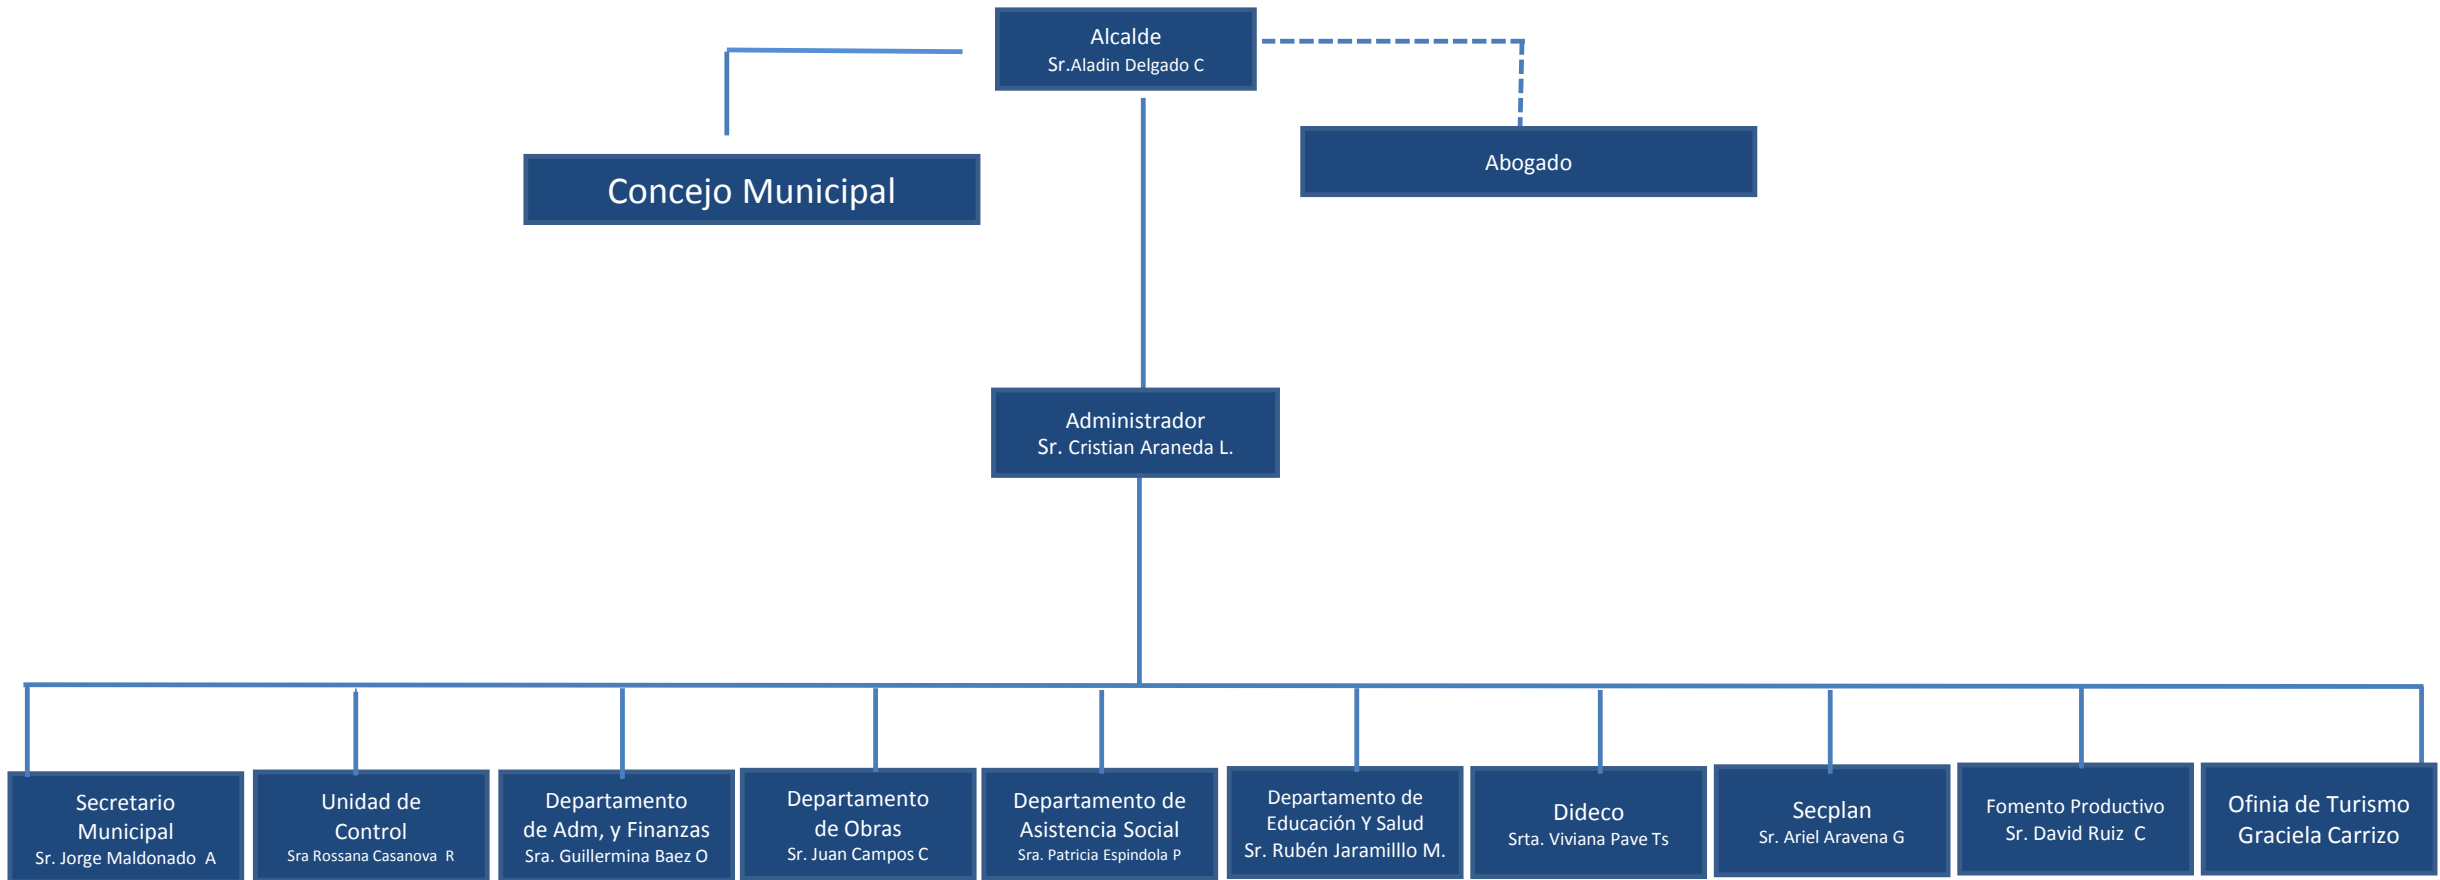 Alcalde
Sr.Aladin Delgado C
Abogado
Concejo Municipal
Administrador
Sr. Cristian Araneda L.
Secretario
Municipal
Sr. Jorge Maldonado A
Unidad de
Control
Sra Rossana Casanova R
Departamento
de Adm, y Finanzas
Sra. Guillermina Baez O
Departamento
de Obras
Sr. Juan Campos C
Departamento de
Asistencia Social
Sra. Patricia Espindola P
Departamento de
Educación Y Salud
Sr. Rubén Jaramilllo M.
Dideco
Srta. Viviana Pave Ts
Secplan
Sr. Ariel Aravena G
Fomento Productivo
Sr. David Ruiz C
Ofinia de Turismo
Graciela Carrizo